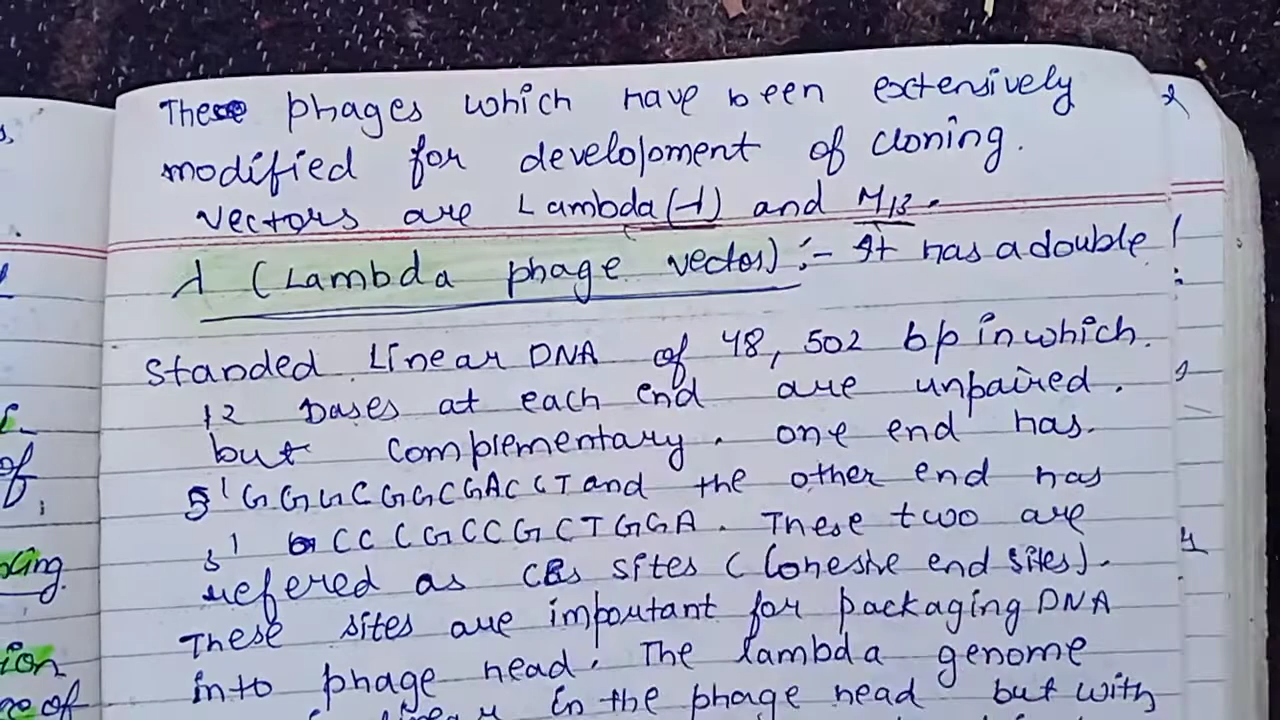 These phages which have been extensively
modified for development of cloning.
vectors are Lambda (λ) and M13.
λ (Lambda phage vector) :- It has a double
standed Linear DNA of 48, 502 bp in which.
12 bases at each end are unpaired.
but complementary. one end has.
5' GGGCGGCGACCT and the other end has
CCCGCCGCTGGA. These two are
refered as sites (Cohesive end sites).
These sites are important for packaging DNA
into phage head. The lambda genome
in the phage head but with
of
king
ion